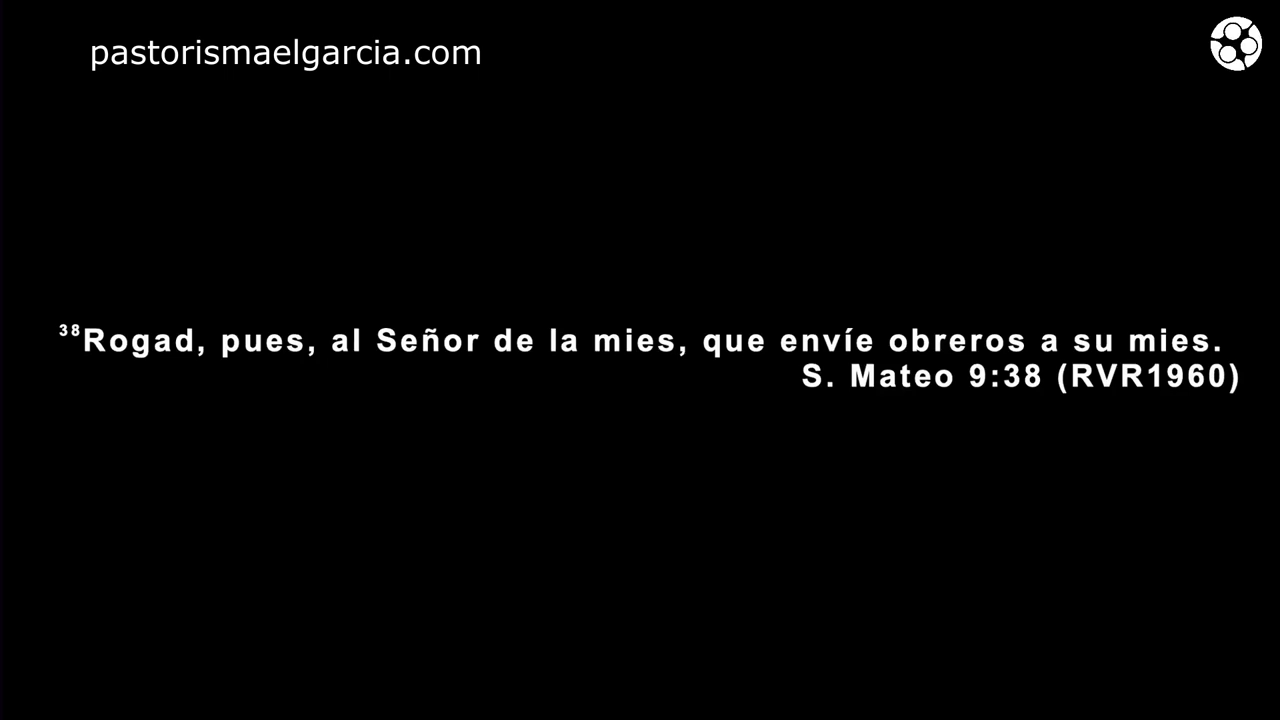 pastorismaelgarcia.com
³⁸Rogad, pues, al Señor de la mies, que envíe obreros a su mies.
S. Mateo 9:38 (RVR1960)